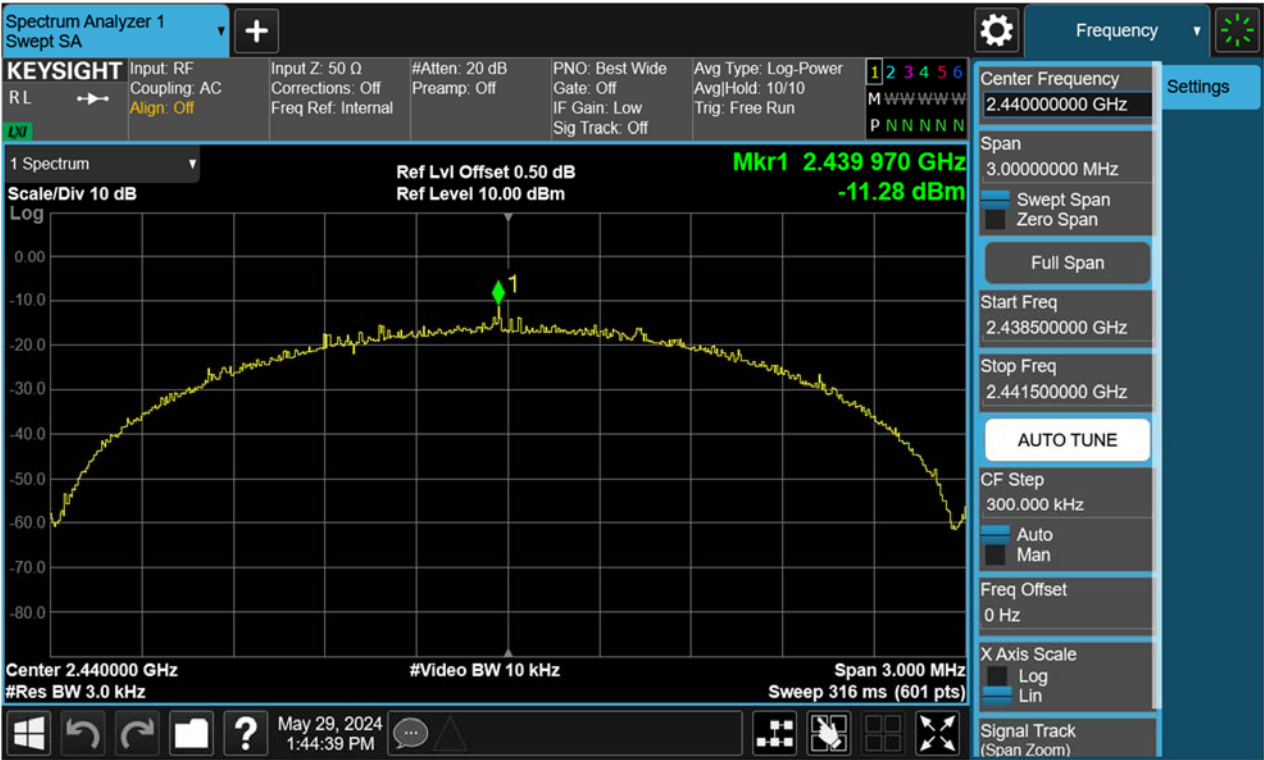 Spectrum Analyzer 1
Swept SA
+
Frequency
KEYSIGHT
R L
LXI
Input: RF
Coupling: AC
Align: Off
Input Z: 50 Ω
Corrections: Off
Freq Ref: Internal
#Atten: 20 dB
Preamp: Off
PNO: Best Wide
Gate: Off
IF Gain: Low
Sig Track: Off
Avg Type: Log-Power
Avg|Hold: 10/10
Trig: Free Run
1 2 3 4 5 6
M W W W W W
P N N N N N
1 Spectrum
Scale/Div 10 dB
Log
Ref Lvl Offset 0.50 dB
Ref Level 10.00 dBm
Mkr1 2.439 970 GHz
-11.28 dBm
1
0.00
-10.0
-20.0
-30.0
-40.0
-50.0
-60.0
-70.0
-80.0
Center 2.440000 GHz
#Res BW 3.0 kHz
#Video BW 10 kHz
Span 3.000 MHz
Sweep 316 ms (601 pts)
Center Frequency
2.440000000 GHz
Settings
Span
3.00000000 MHz
Swept Span
Zero Span
Full Span
Start Freq
2.438500000 GHz
Stop Freq
2.441500000 GHz
AUTO TUNE
CF Step
300.000 kHz
Auto
Man
Freq Offset
0 Hz
X Axis Scale
Log
Lin
Signal Track
(Span Zoom)
?
May 29, 2024
1:44:39 PM